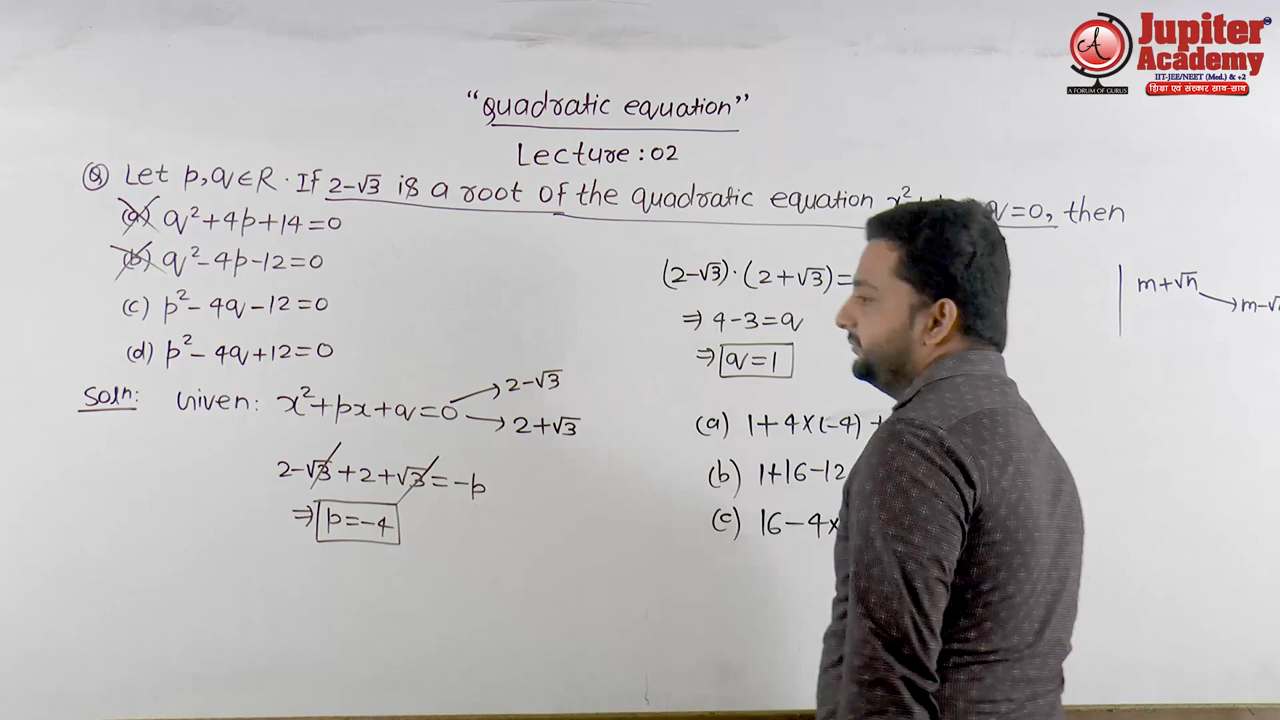 Jupiter
Academy
IIT-JEE/NEET (Med.) & +2
A FORUM OF GURUS
शिक्षा एवं संस्कार साथ-साथ
"Quadratic equation"
Lecture : 02
Q Let p, q ∈ R. If 2-√3 is a root of the quadratic equation x² q=0, then
(a) q²+4p+14=0
(b) q²-4p-12=0
(c) p²-4q-12=0
(d) p²-4q+12=0
Soln: Given: x²+px+q=0
2-√3
2+√3
2-√3+2+√3=-p
⇒ p=-4
(2-√3)·(2+√3)=
⇒ 4-3=q
⇒ q=1
(a) 1+4×(-4)+
(b) 1+16-12
(c) 16-4×
m+√n
m-√